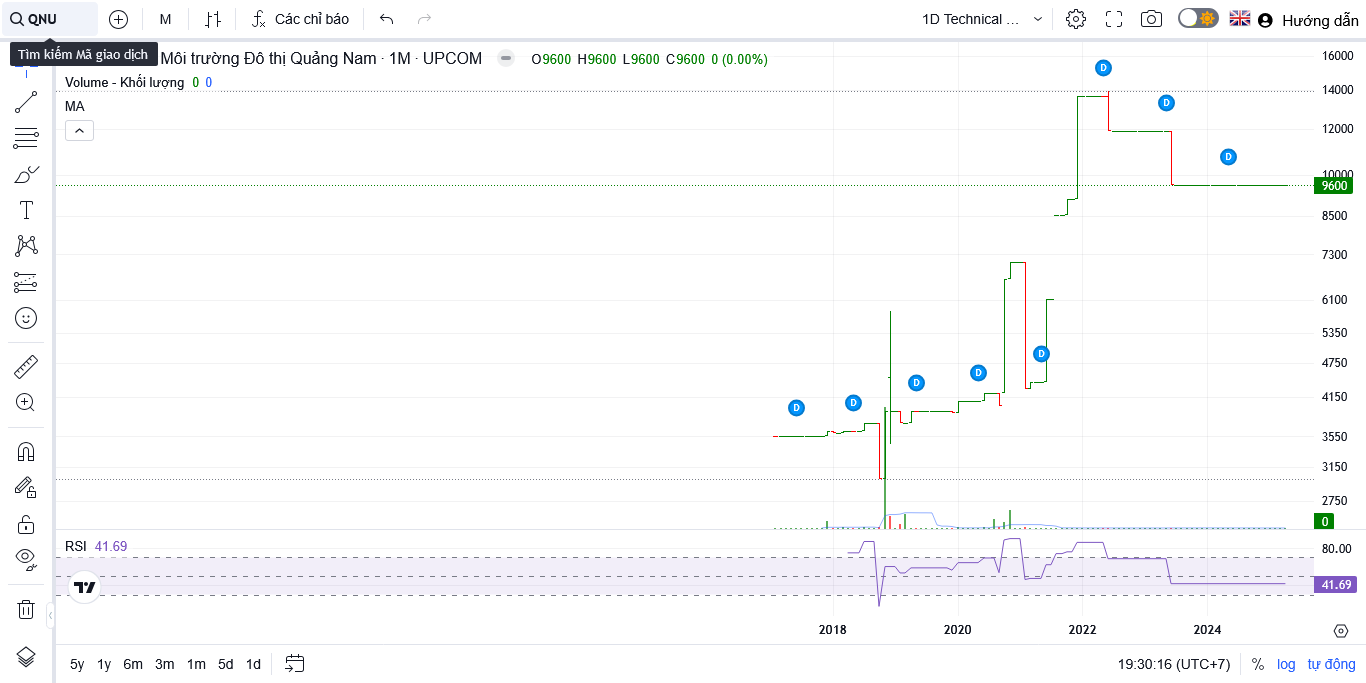 QNU
M
Các chỉ báo
1D Technical ...
Hướng dẫn
Tìm kiếm Mã giao dịch
Môi trường Đô thị Quảng Nam · 1M · UPCOM
O9600 H9600 L9600 C9600 0 (0.00%)
Volume - Khối lượng 0 0
MA
16000
14000
12000
10000
9600
8500
7300
6100
5350
4750
4150
3550
3150
2750
0
D
D
D
D
D
D
D
D
RSI 41.69
80.00
41.69
2018
2020
2022
2024
5y 1y 6m 3m 1m 5d 1d
19:30:16 (UTC+7)
%
log
tự động